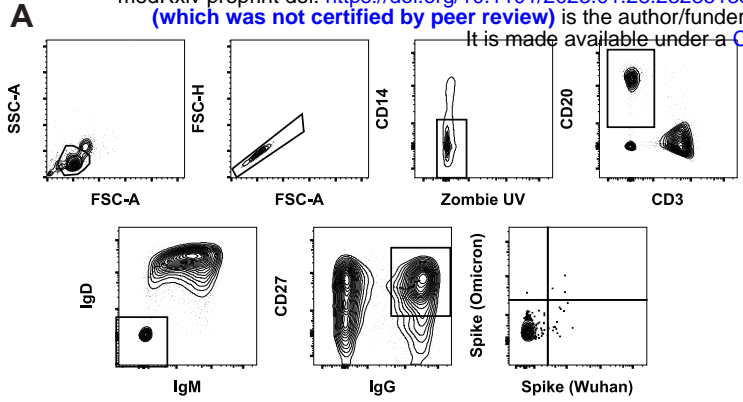 A
(which was not certified by peer review) is the author/funder
It is made available under a C
SSC-A
FSC-A
FSC-H
FSC-A
CD14
Zombie UV
CD20
CD3
IgD
IgM
CD27
IgG
Spike (Omicron)
Spike (Wuhan)